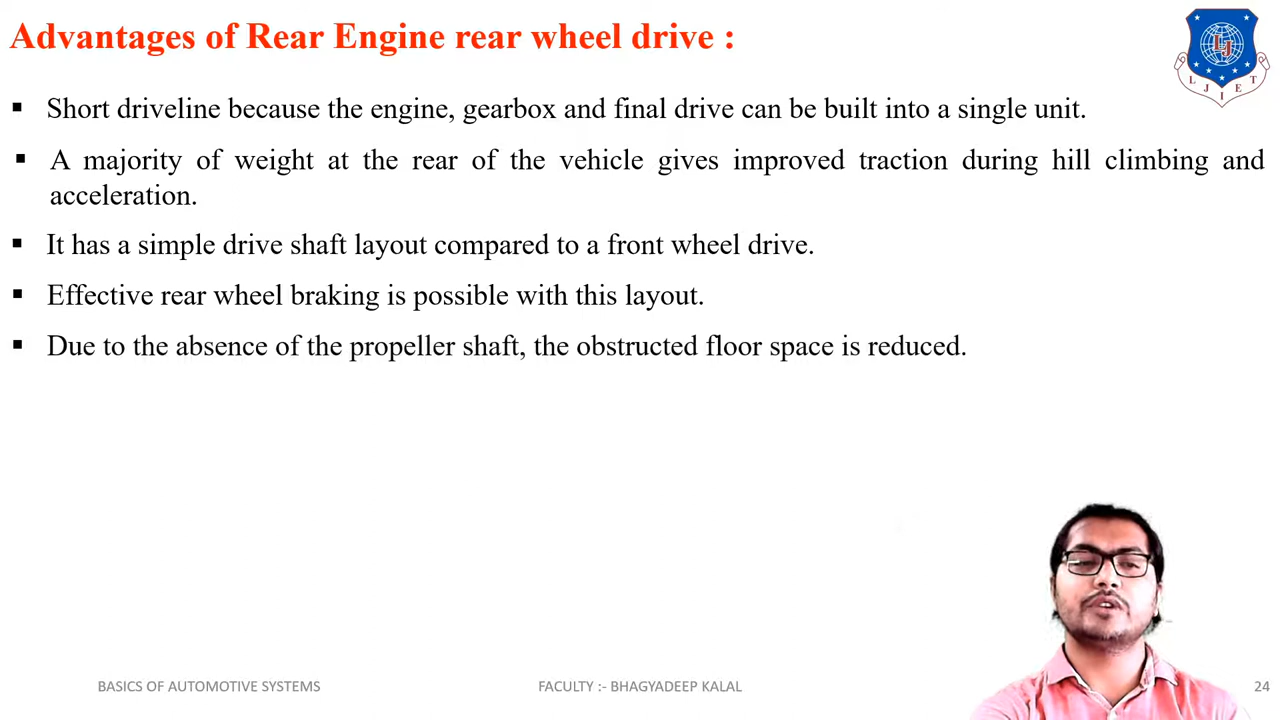 Advantages of Rear Engine rear wheel drive :
▪ Short driveline because the engine, gearbox and final drive can be built into a single unit.
▪ A majority of weight at the rear of the vehicle gives improved traction during hill climbing and
acceleration.
▪ It has a simple drive shaft layout compared to a front wheel drive.
▪ Effective rear wheel braking is possible with this layout.
▪ Due to the absence of the propeller shaft, the obstructed floor space is reduced.
LJ
L J I E T
BASICS OF AUTOMOTIVE SYSTEMS
FACULTY :- BHAGYADEEP KALAL
24